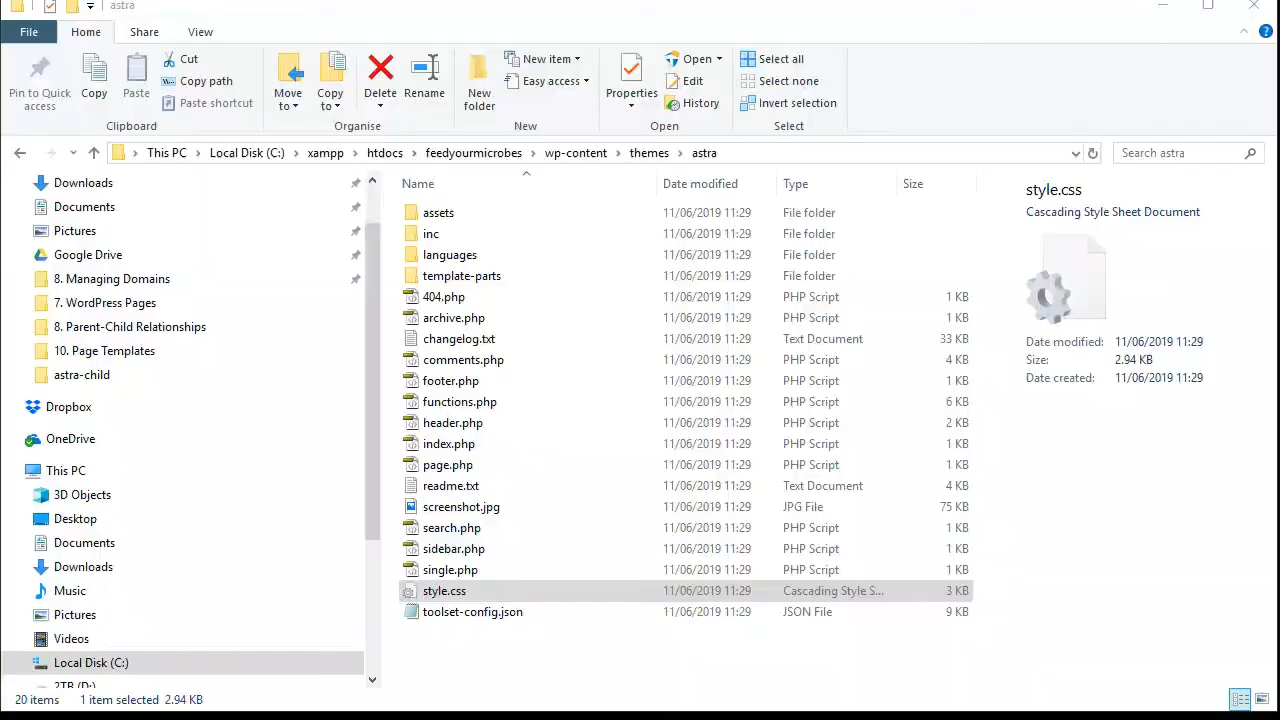 astra
File Home Share View
Pin to Quick access
Copy
Paste
Cut
Copy path
Paste shortcut
Clipboard
Move to
Copy to
Delete
Rename
Organise
New folder
New item
Easy access
New
Properties
Open
Edit
History
Open
Select all
Select none
Invert selection
Select
This PC Local Disk (C:) xampp htdocs feedyourmicrobes wp-content themes astra
Search astra
Downloads
Documents
Pictures
Google Drive
8. Managing Domains
7. WordPress Pages
8. Parent-Child Relationships
10. Page Templates
astra-child
Dropbox
OneDrive
This PC
3D Objects
Desktop
Documents
Downloads
Music
Pictures
Videos
Local Disk (C:)
2TB (D:)
Name Date modified Type Size
assets 11/06/2019 11:29 File folder
inc 11/06/2019 11:29 File folder
languages 11/06/2019 11:29 File folder
template-parts 11/06/2019 11:29 File folder
404.php 11/06/2019 11:29 PHP Script 1 KB
archive.php 11/06/2019 11:29 PHP Script 1 KB
changelog.txt 11/06/2019 11:29 Text Document 33 KB
comments.php 11/06/2019 11:29 PHP Script 4 KB
footer.php 11/06/2019 11:29 PHP Script 1 KB
functions.php 11/06/2019 11:29 PHP Script 6 KB
header.php 11/06/2019 11:29 PHP Script 2 KB
index.php 11/06/2019 11:29 PHP Script 1 KB
page.php 11/06/2019 11:29 PHP Script 1 KB
readme.txt 11/06/2019 11:29 Text Document 4 KB
screenshot.jpg 11/06/2019 11:29 JPG File 75 KB
search.php 11/06/2019 11:29 PHP Script 1 KB
sidebar.php 11/06/2019 11:29 PHP Script 1 KB
single.php 11/06/2019 11:29 PHP Script 1 KB
style.css 11/06/2019 11:29 Cascading Style S... 3 KB
toolset-config.json 11/06/2019 11:29 JSON File 9 KB
style.css
Cascading Style Sheet Document
Date modified: 11/06/2019 11:29
Size: 2.94 KB
Date created: 11/06/2019 11:29
20 items 1 item selected 2.94 KB